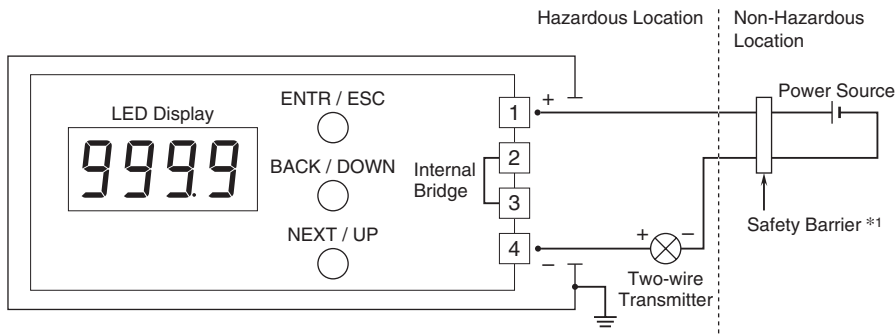 Hazardous Location
Non-Hazardous
Location
Power Source
ENTR / ESC
LED Display
1
+
999.9
2
BACK / DOWN
Internal
Bridge
3
NEXT / UP
Safety Barrier *1
4
+
–
–
Two-wire
Transmitter